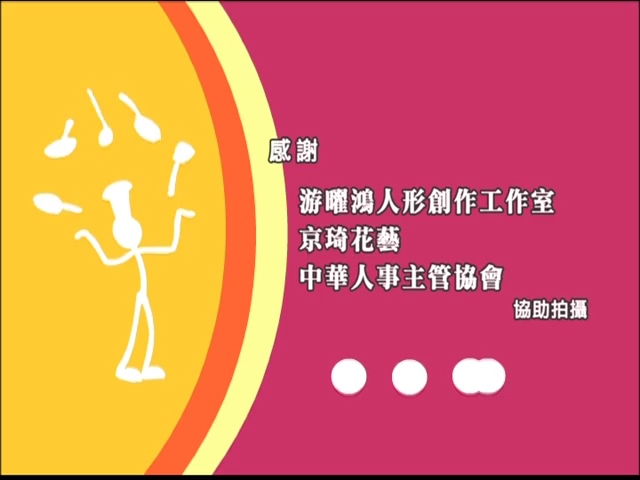 感謝
游曜鴻人形創作工作室
京琦花藝
中華人事主管協會
協助拍攝